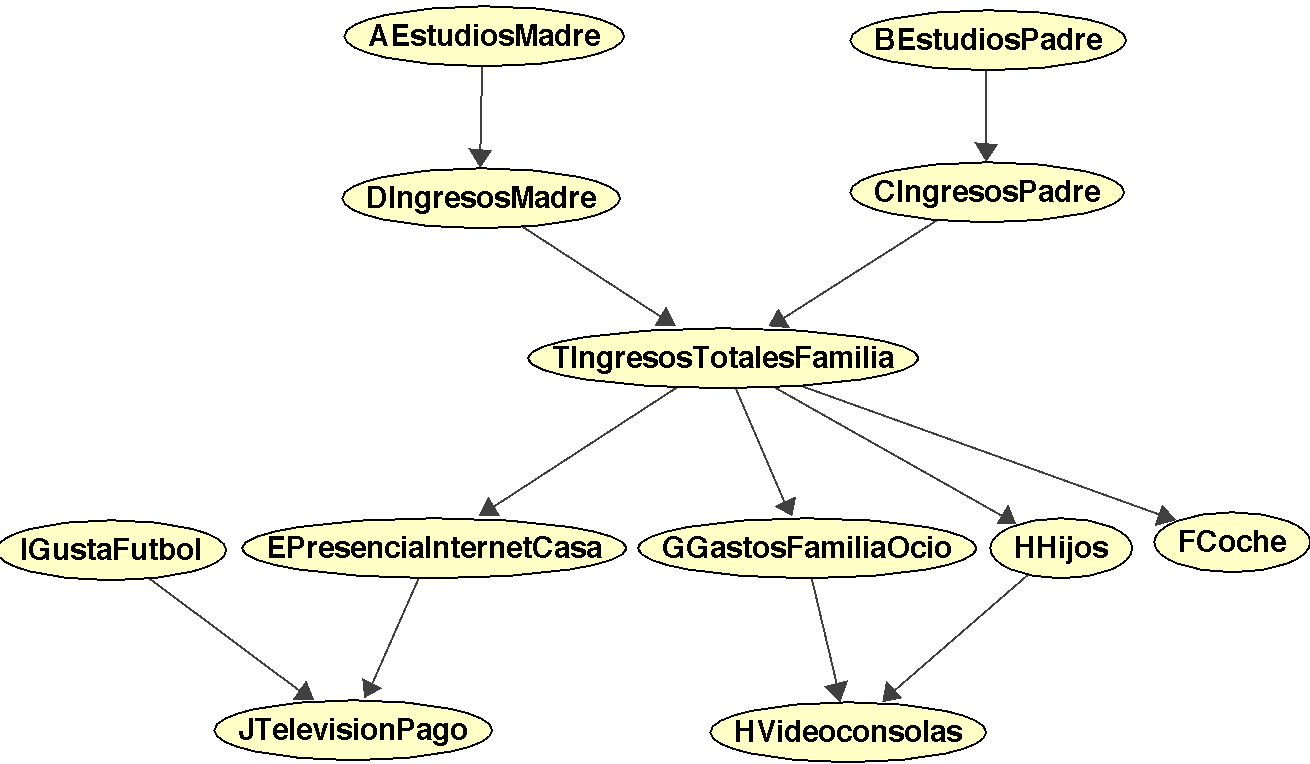 AEstudiosMadre
BEstudiosPadre
DIngresosMadre
CIngresosPadre
TIngresosTotalesFamilia
IGustaFutbol
EPresenciaInternetCasa
GGastosFamiliaOcio
HHijos
FCoche
JTelevisionPago
HVideoconsolas